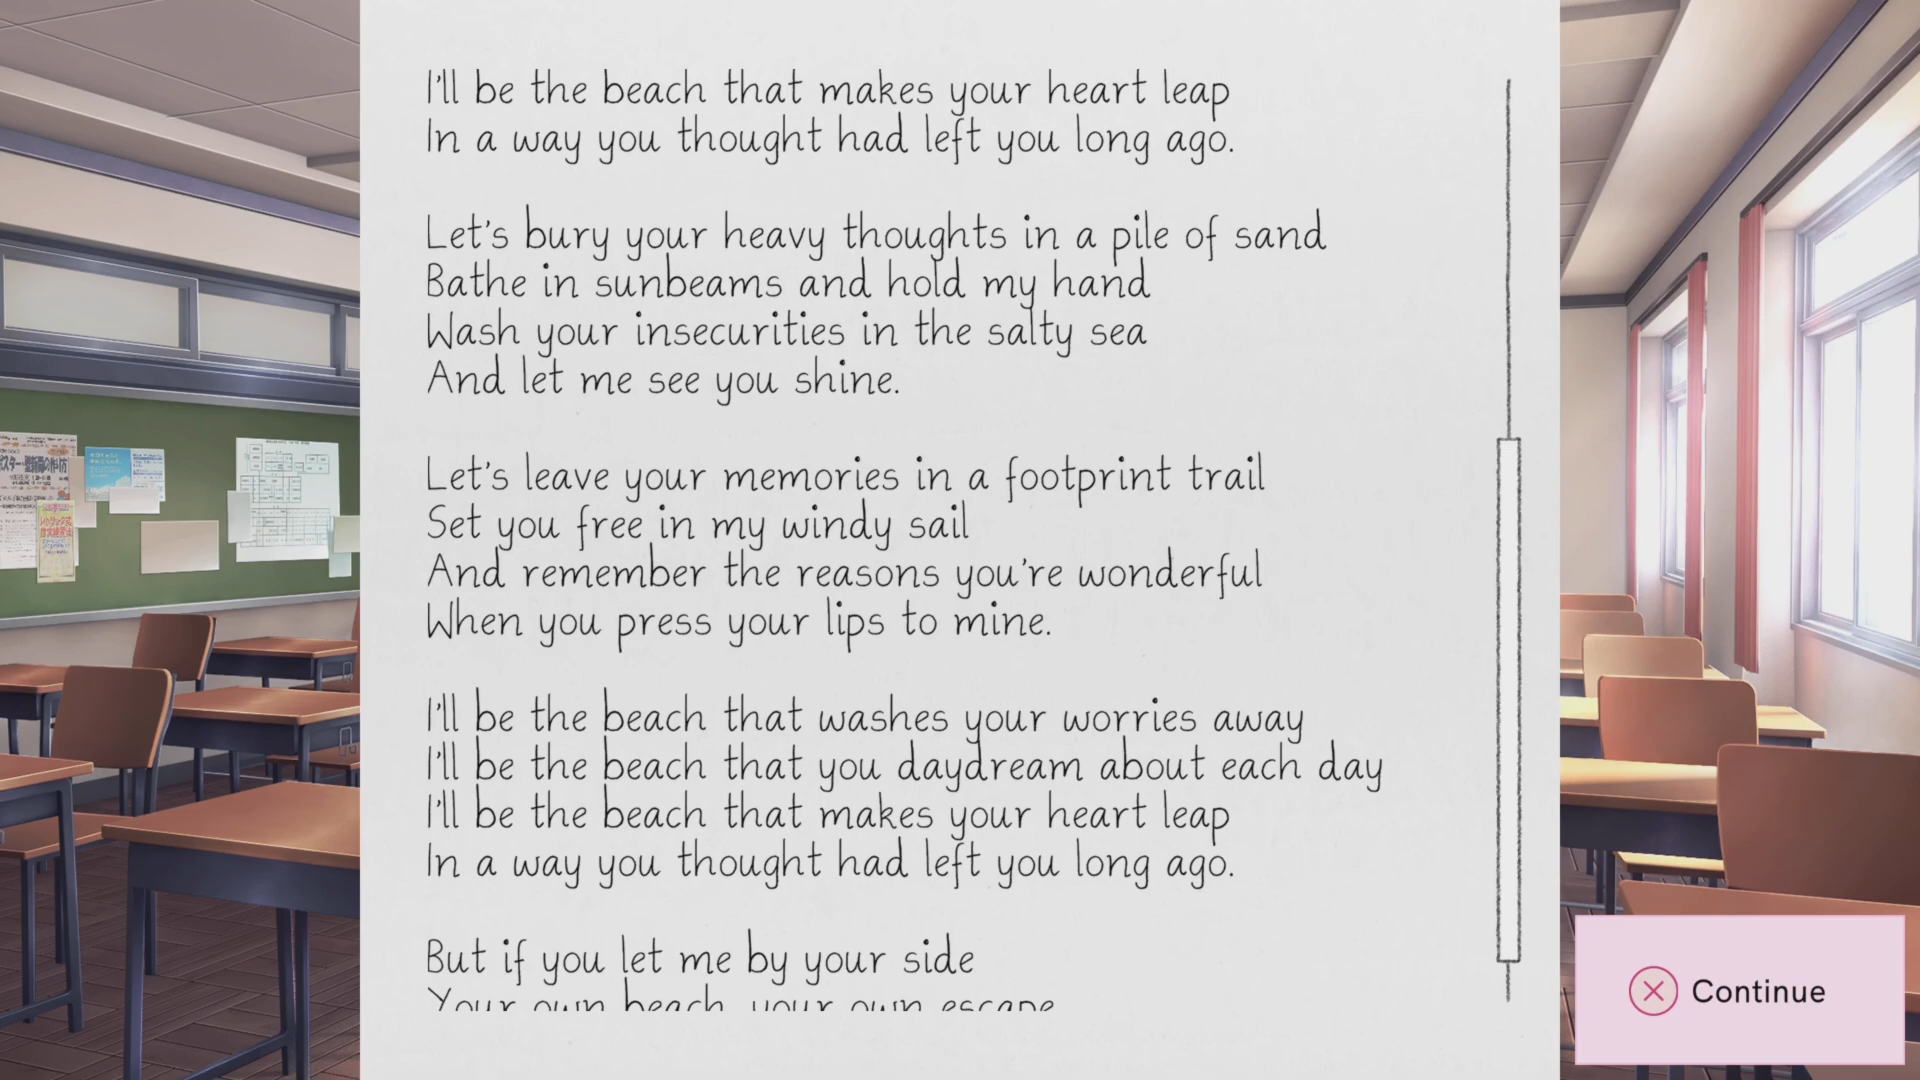 I'll be the beach that makes your heart leap
In a way you thought had left you long ago.
Let's bury your heavy thoughts in a pile of sand
Bathe in sunbeams and hold my hand
Wash your insecurities in the salty sea
And let me see you shine.
Let's leave your memories in a footprint trail
Set you free in my windy sail
And remember the reasons you're wonderful
When you press your lips to mine.
I'll be the beach that washes your worries away
I'll be the beach that you daydream about each day
I'll be the beach that makes your heart leap
In a way you thought had left you long ago.
But if you let me by your side
Your own beach, your own escape
Continue